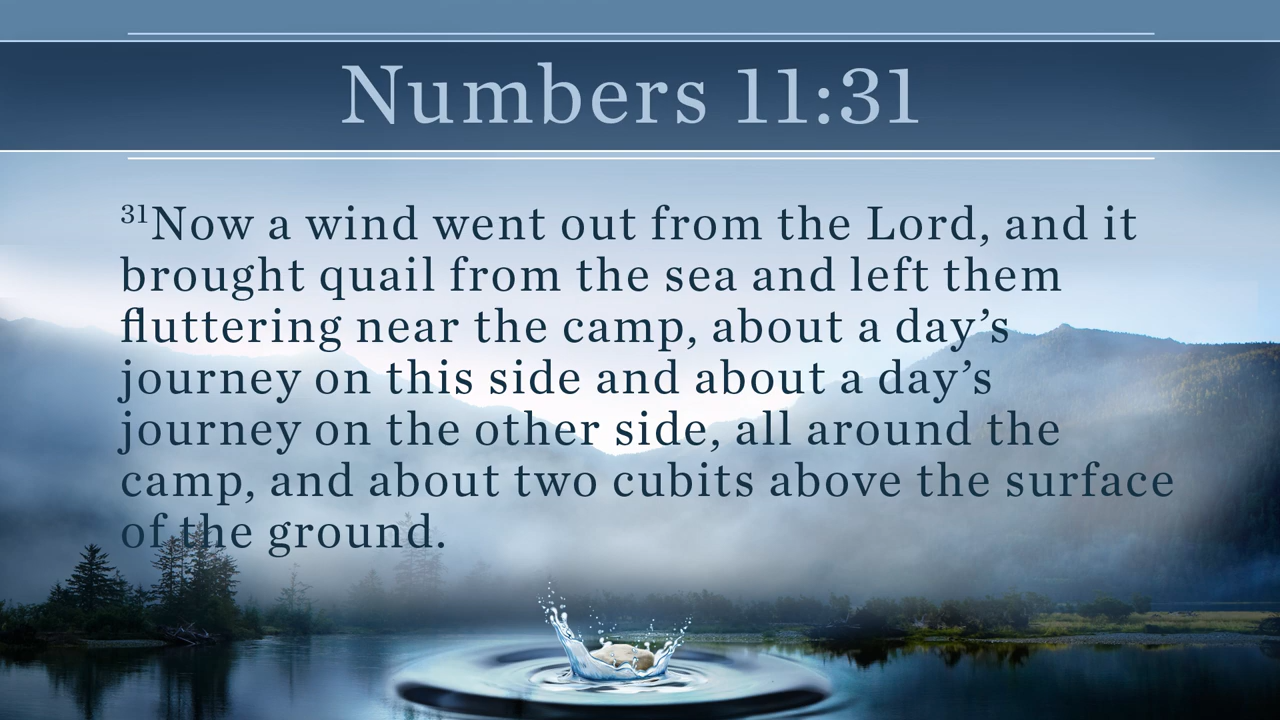 Numbers 11:31
31Now a wind went out from the Lord, and it
brought quail from the sea and left them
fluttering near the camp, about a day’s
journey on this side and about a day’s
journey on the other side, all around the
camp, and about two cubits above the surface
of the ground.